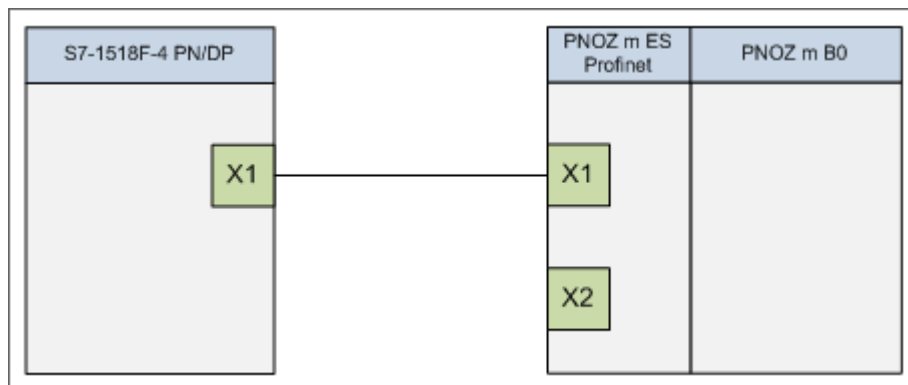 S7-1518F-4 PN/DP
PNOZ m ES
Profinet
PNOZ m B0
X1
X1
X2